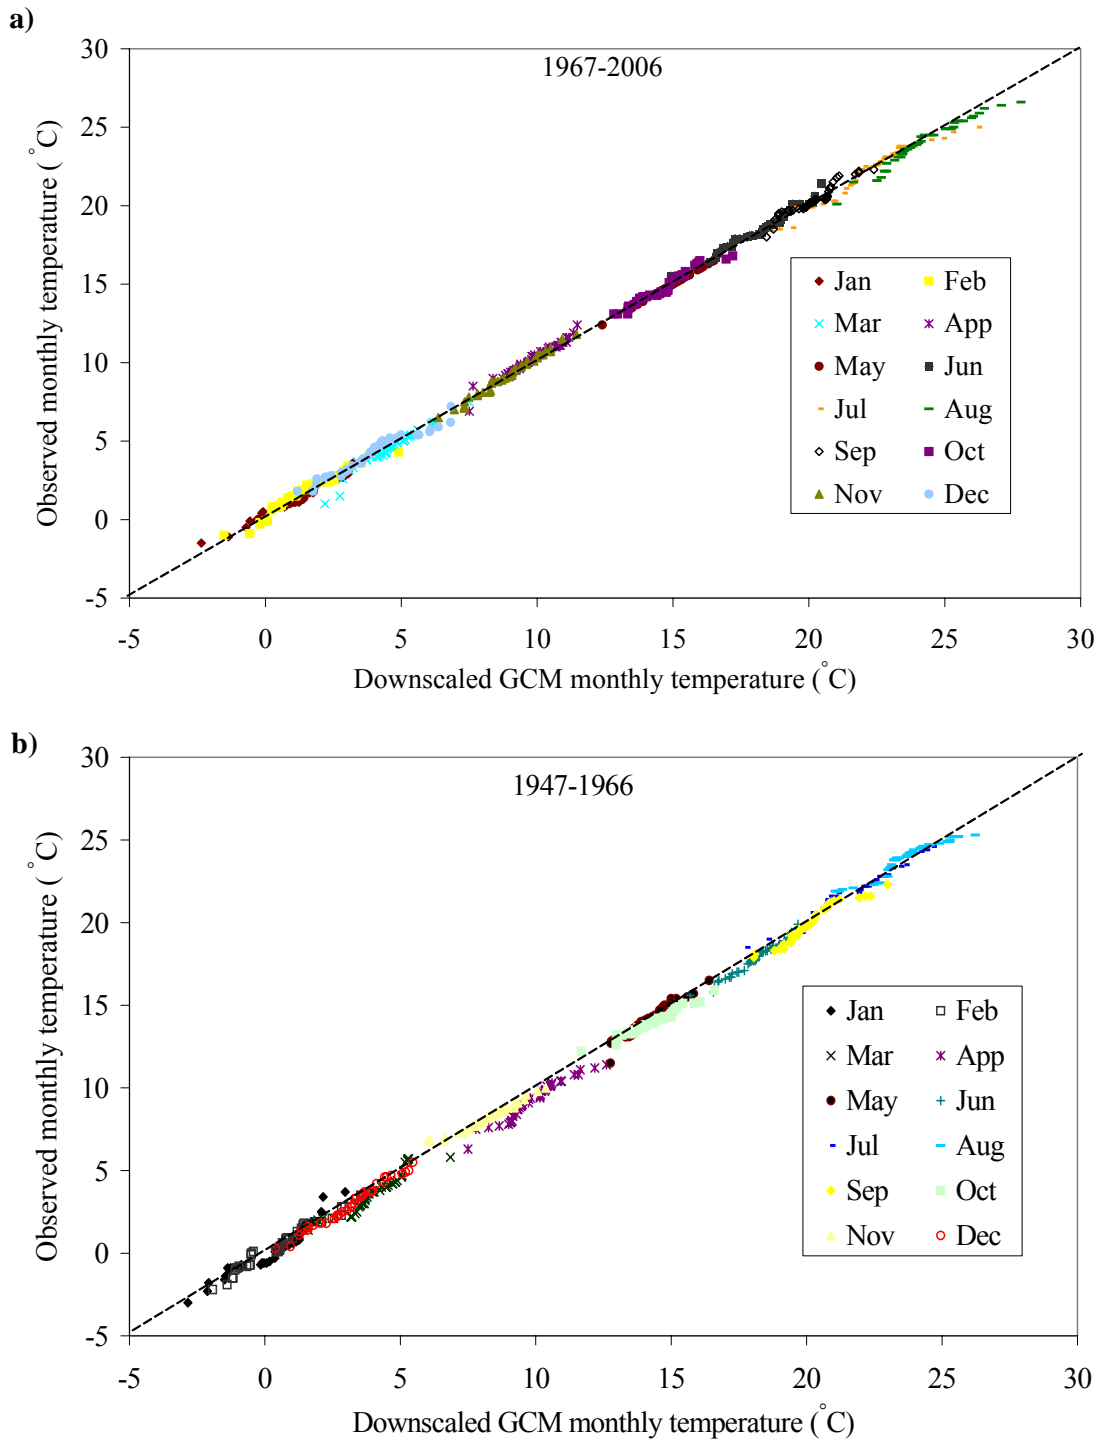 a)
1967-2006
Observed monthly temperature (°C)
30
25
20
15
10
5
0
-5
Jan Feb
Mar App
May Jun
Jul Aug
Sep Oct
Nov Dec
-5 0 5 10 15 20 25 30
Downscaled GCM monthly temperature (°C)
b)
1947-1966
Observed monthly temperature (°C)
30
25
20
15
10
5
0
-5
Jan Feb
Mar App
May Jun
Jul Aug
Sep Oct
Nov Dec
-5 0 5 10 15 20 25 30
Downscaled GCM monthly temperature (°C)